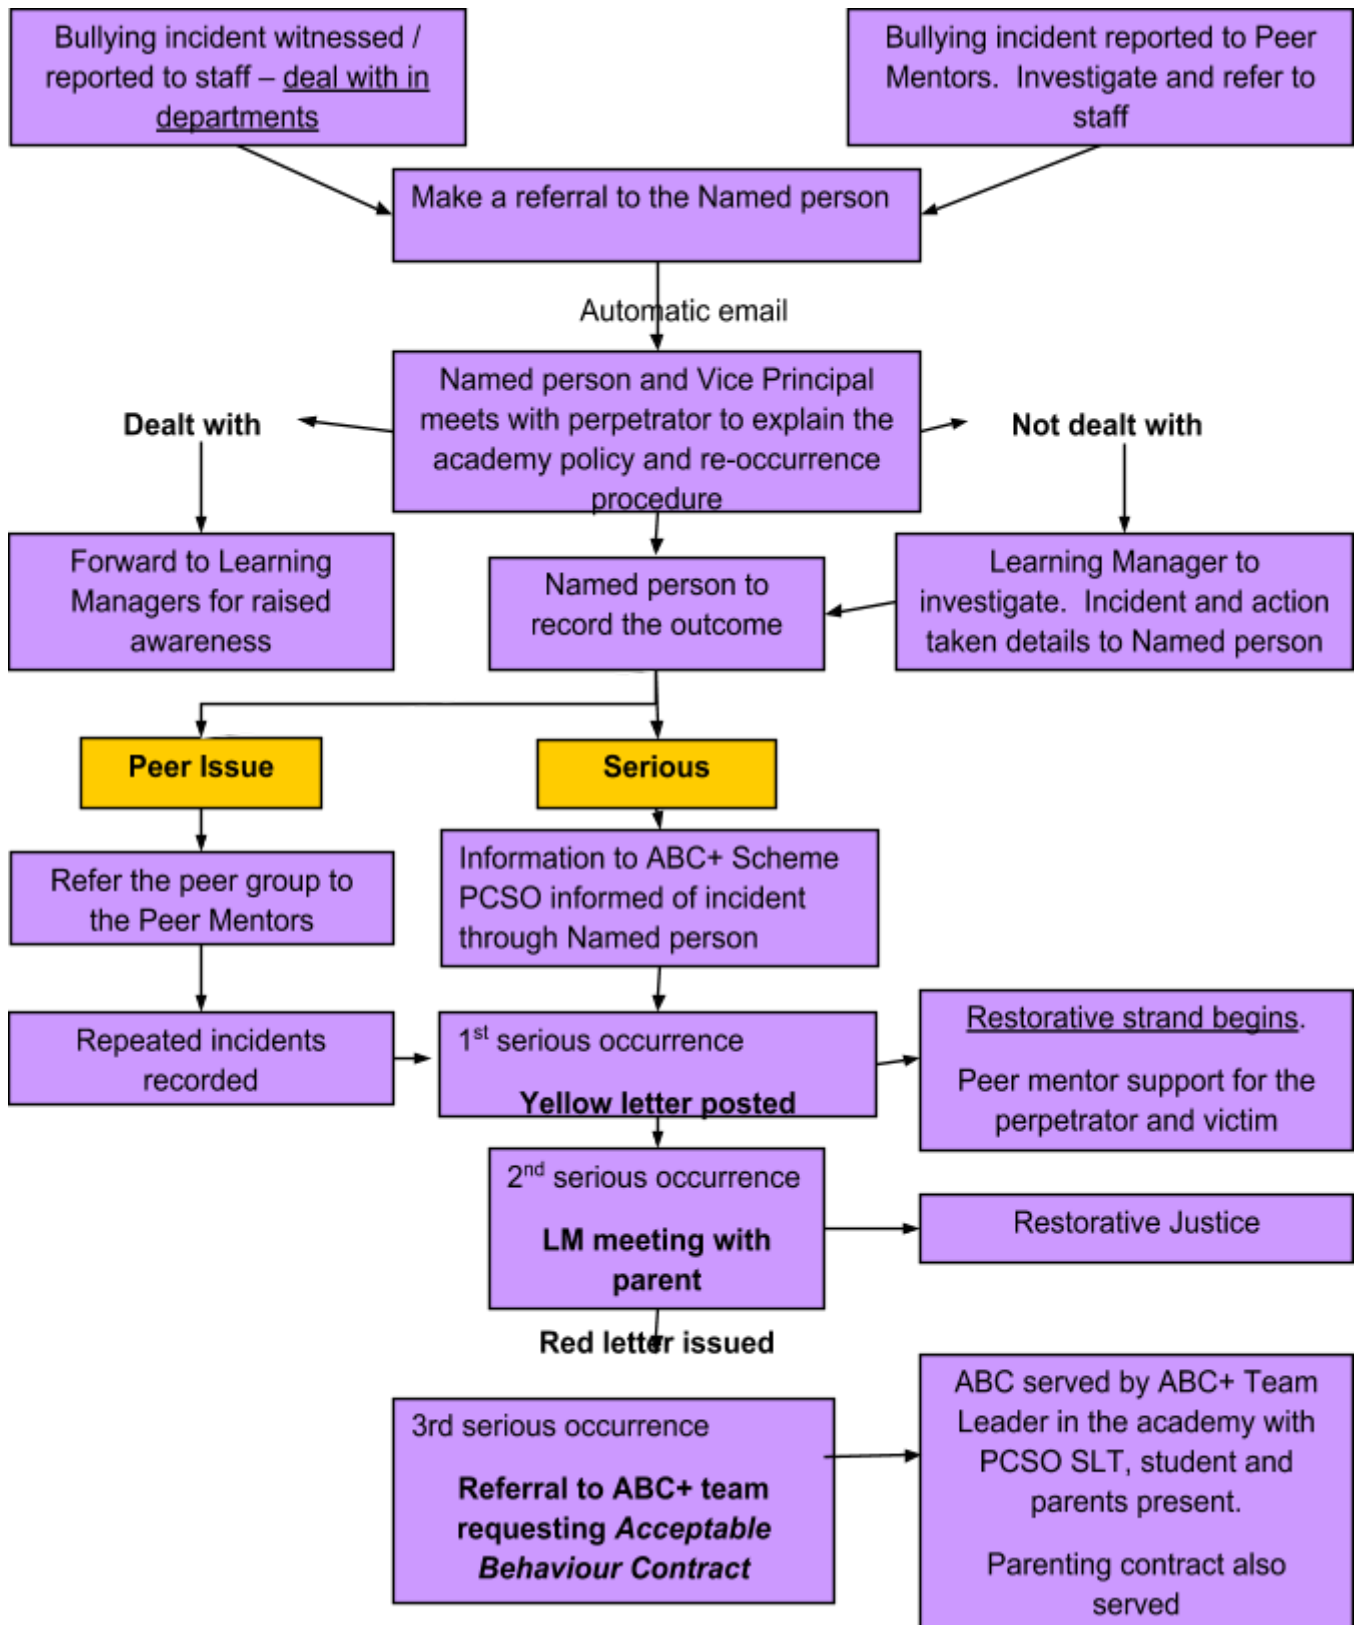 Bullying incident witnessed /
reported to staff – deal with in
departments
Bullying incident reported to Peer
Mentors.  Investigate and refer to
staff
Make a referral to the Named person
Automatic email
Named person and Vice Principal
meets with perpetrator to explain the
academy policy and re-occurrence
procedure
Dealt with
Not dealt with
Forward to Learning
Managers for raised
awareness
Named person to
record the outcome
Learning Manager to
investigate.  Incident and action
taken details to Named person
Peer Issue
Serious
Refer the peer group to
the Peer Mentors
Information to ABC+ Scheme
PCSO informed of incident
through Named person
Repeated incidents
recorded
1st serious occurrence
Yellow letter posted
Restorative strand begins.
Peer mentor support for the
perpetrator and victim
2nd serious occurrence
LM meeting with
parent
Restorative Justice
Red letter issued
3rd serious occurrence
Referral to ABC+ team
requesting Acceptable
Behaviour Contract
ABC served by ABC+ Team
Leader in the academy with
PCSO SLT, student and
parents present.
Parenting contract also
served